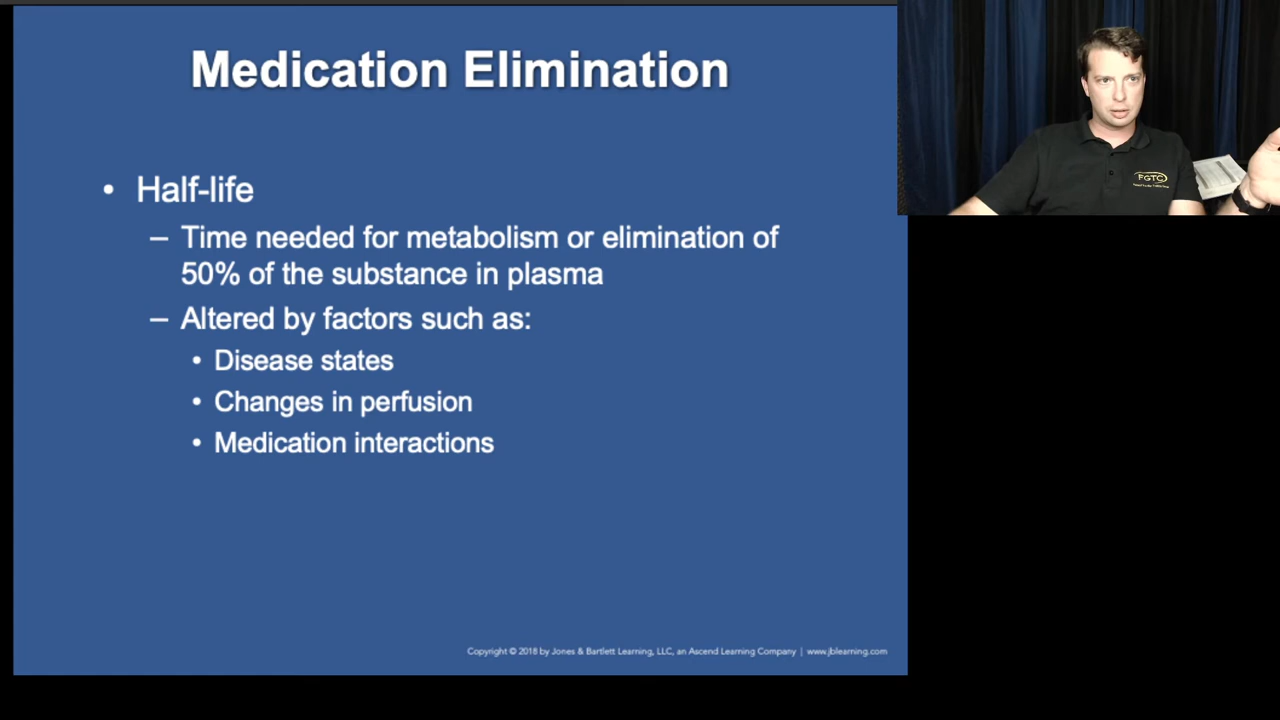 Medication Elimination
• Half-life
– Time needed for metabolism or elimination of
50% of the substance in plasma
– Altered by factors such as:
• Disease states
• Changes in perfusion
• Medication interactions
Copyright © 2018 by Jones & Bartlett Learning, LLC, an Ascend Learning Company | www.jblearning.com
FGTC